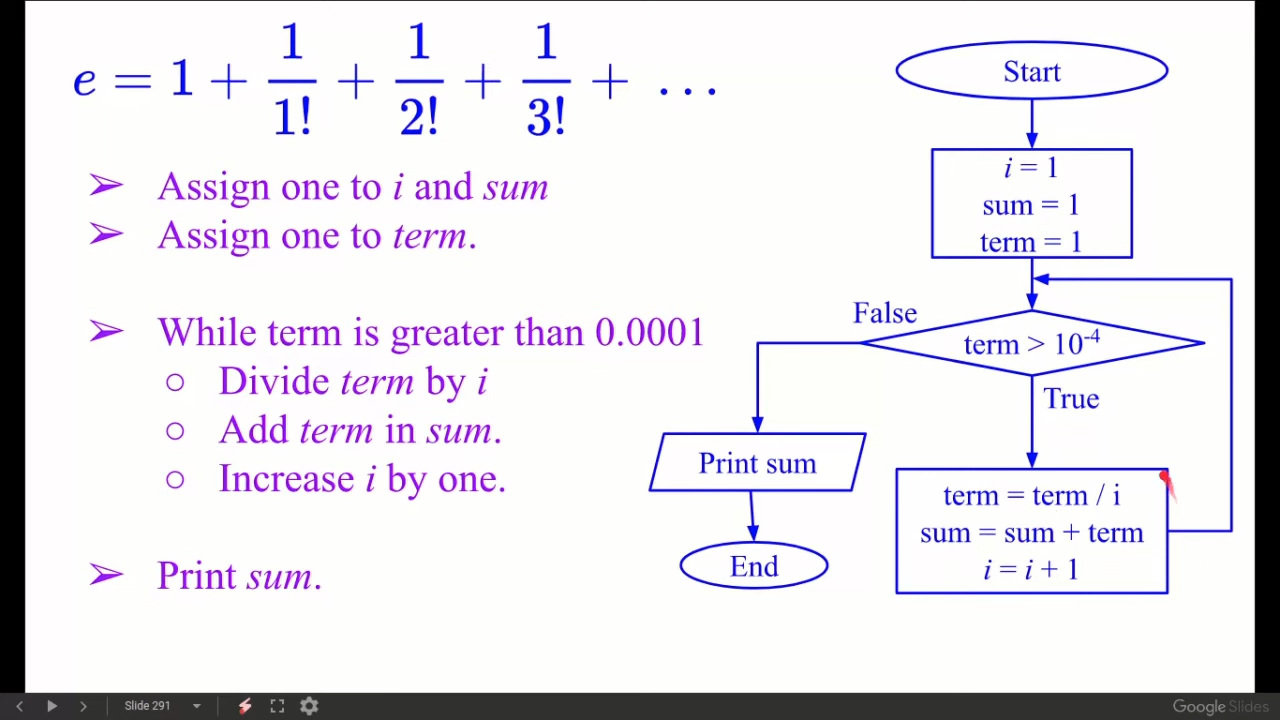 e = 1 + 1/1! + 1/2! + 1/3! + ...
➢ Assign one to i and sum
➢ Assign one to term.
➢ While term is greater than 0.0001
○ Divide term by i
○ Add term in sum.
○ Increase i by one.
➢ Print sum.
Start
i = 1
sum = 1
term = 1
False
term > 10⁻⁴
True
Print sum
term = term / i
sum = sum + term
i = i + 1
End
Slide 291
Google Slides